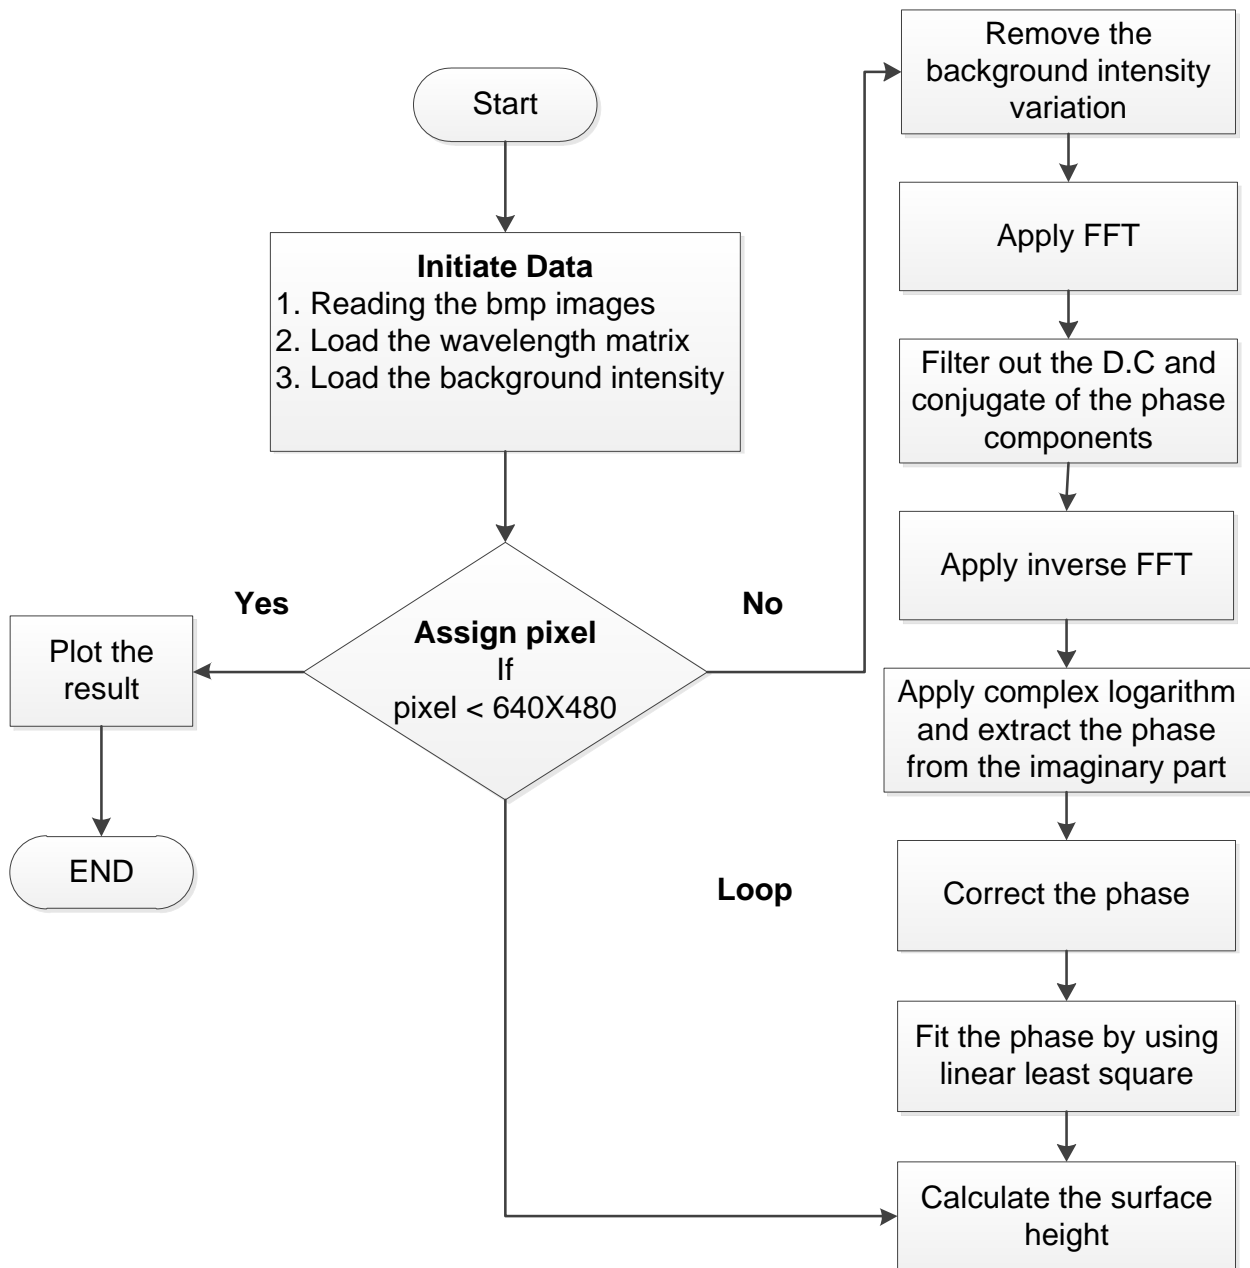 Start
Initiate Data
1. Reading the bmp images
2. Load the wavelength matrix
3. Load the background intensity
Yes
No
Assign pixel
If
pixel < 640X480
Plot the
result
END
Loop
Remove the
background intensity
variation
Apply FFT
Filter out the D.C and
conjugate of the phase
components
Apply inverse FFT
Apply complex logarithm
and extract the phase
from the imaginary part
Correct the phase
Fit the phase by using
linear least square
Calculate the surface
height